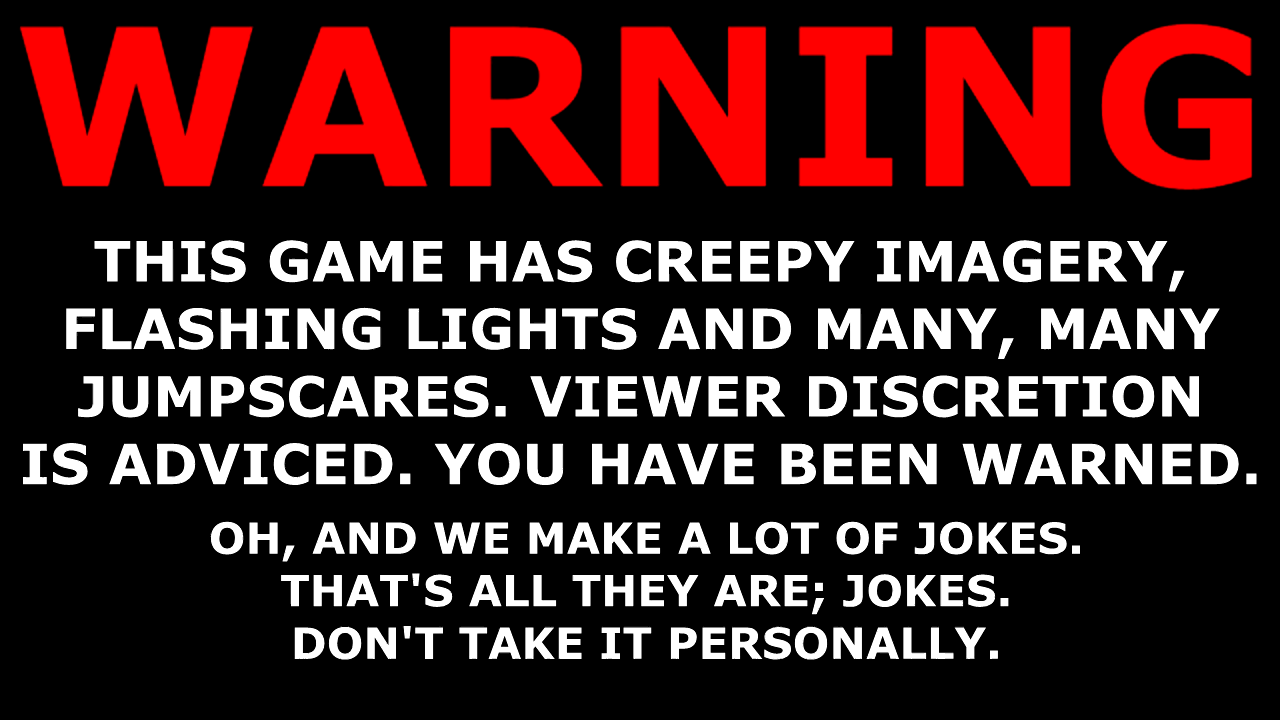 WARNING
THIS GAME HAS CREEPY IMAGERY,
FLASHING LIGHTS AND MANY, MANY
JUMPSCARES. VIEWER DISCRETION
IS ADVICED. YOU HAVE BEEN WARNED.
OH, AND WE MAKE A LOT OF JOKES.
THAT'S ALL THEY ARE; JOKES.
DON'T TAKE IT PERSONALLY.